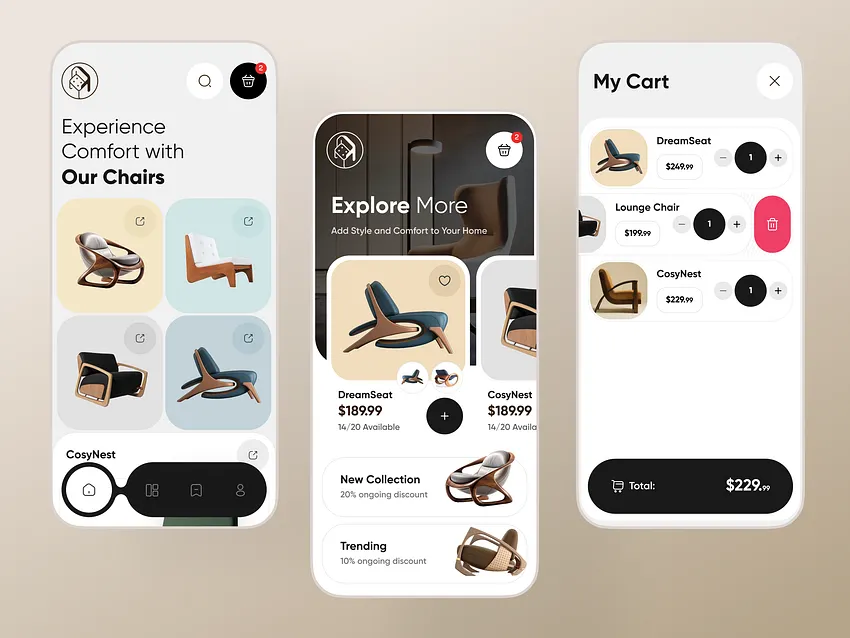 2
Experience
Comfort with
Our Chairs
CosyNest
2
Explore More
Add Style and Comfort to Your Home
DreamSeat
$189.99
14/20 Available
CosyNest
$189.99
14/20 Availa
New Collection
20% ongoing discount
Trending
10% ongoing discount
My Cart
DreamSeat
$249.99
1
Lounge Chair
$199.99
1
CosyNest
$229.99
1
Total: $229.99